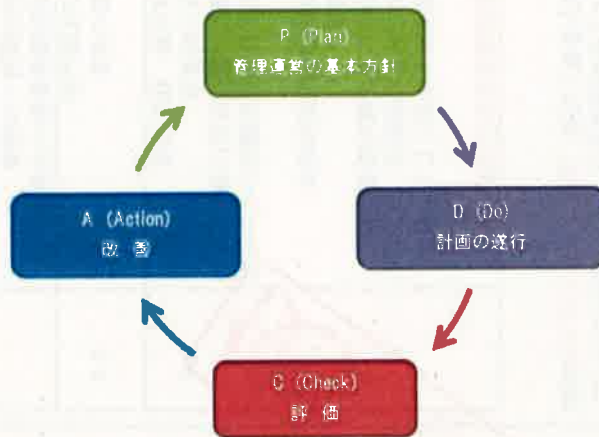 P (Plan)
管理運営の基本方針
D (Do)
計画の遂行
C (Check)
評 価
A (Action)
改 善